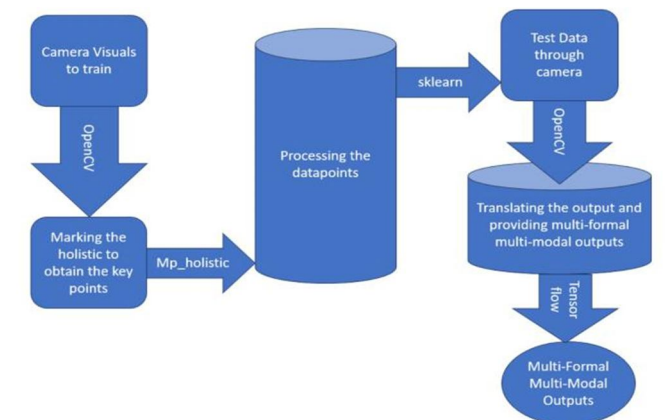 Camera Visuals
to train
OpenCV
Marking the
holistic to
obtain the key
points
Mp_holistic
Processing the
datapoints
sklearn
Test Data
through
camera
OpenCV
Translating the output and
providing multi-formal
multi-modal outputs
Tensor
flow
Multi-Formal
Multi-Modal
Outputs